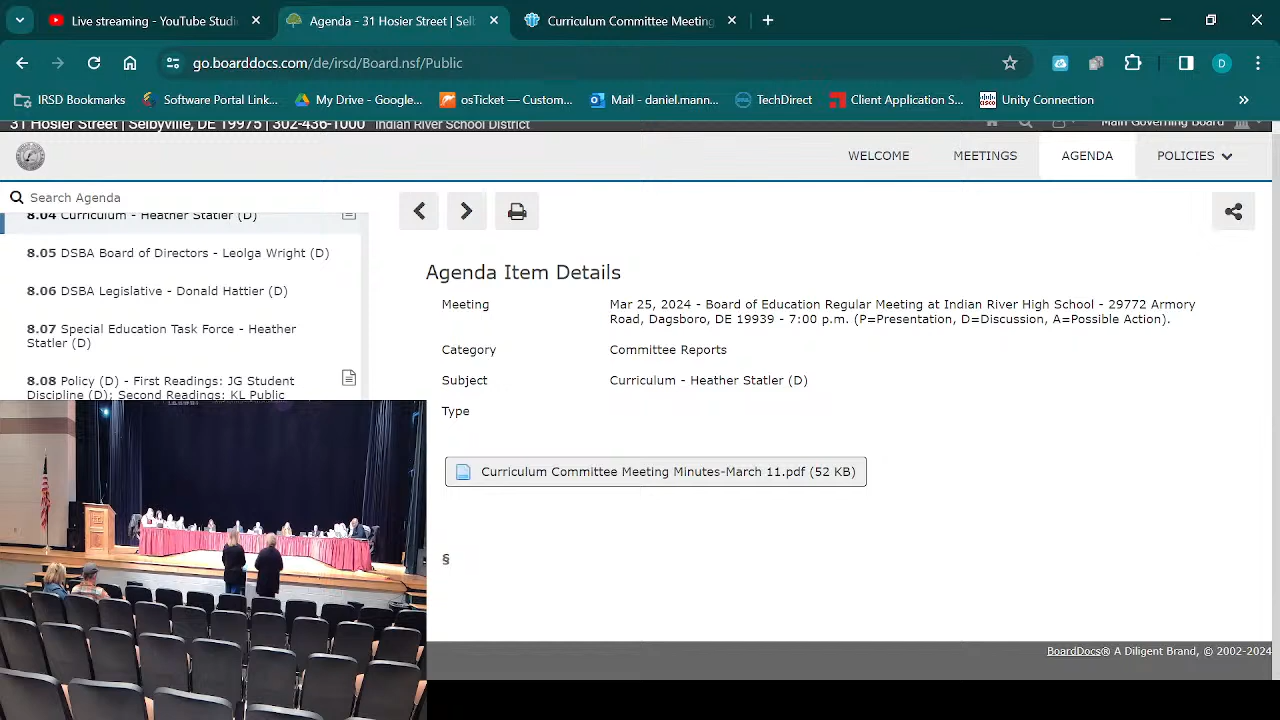 Live streaming - YouTube Studi
Agenda - 31 Hosier Street | Selb
Curriculum Committee Meeting
go.boarddocs.com/de/irsd/Board.nsf/Public
D
IRSD Bookmarks
Software Portal Link...
My Drive - Google...
osTicket — Custom...
Mail - daniel.mann...
TechDirect
Client Application S...
Unity Connection
31 Hosier Street | Selbyville, DE 19975 | 302-436-1000
Indian River School District
Main Governing Board
WELCOME
MEETINGS
AGENDA
POLICIES
Search Agenda
8.04 Curriculum - Heather Statler (D)
8.05 DSBA Board of Directors - Leolga Wright (D)
8.06 DSBA Legislative - Donald Hattier (D)
8.07 Special Education Task Force - Heather
Statler (D)
8.08 Policy (D) - First Readings: JG Student
Discipline (D); Second Readings: KL Public
Agenda Item Details
Meeting
Mar 25, 2024 - Board of Education Regular Meeting at Indian River High School - 29772 Armory
Road, Dagsboro, DE 19939 - 7:00 p.m. (P=Presentation, D=Discussion, A=Possible Action).
Category
Committee Reports
Subject
Curriculum - Heather Statler (D)
Type
Curriculum Committee Meeting Minutes-March 11.pdf (52 KB)
§
BoardDocs® A Diligent Brand, © 2002-2024